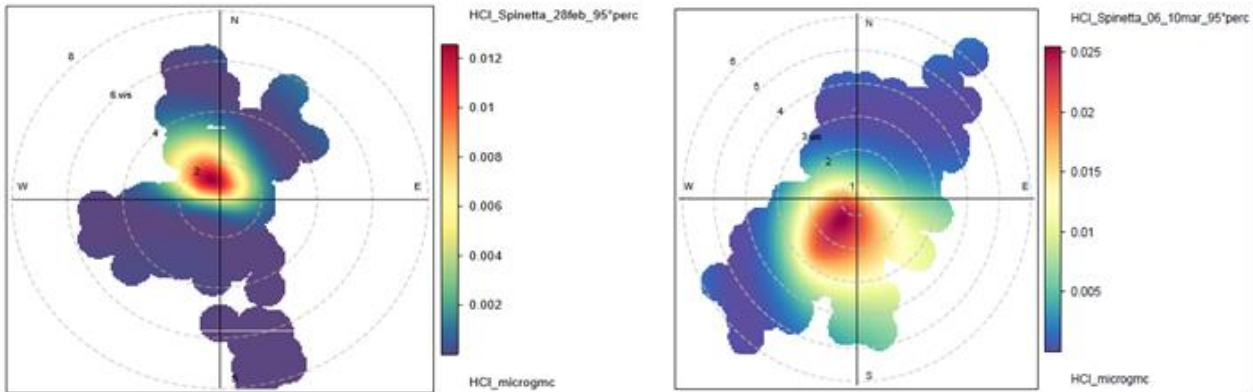 HCl_Spinetta_28feb_95°perc
N
8
6 ws
4
2
W
E
0.012
0.01
0.008
0.006
0.004
0.002
HCl_microgmc
HCl_Spinetta_06_10mar_95°perc
N
6
5
4
3 ws
2
1
W
E
S
0.025
0.02
0.015
0.01
0.005
HCl_microgmc